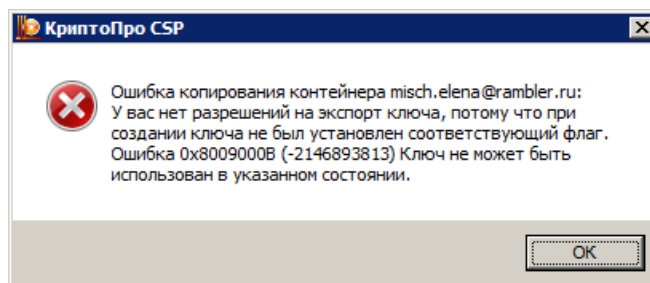 КриптоПро CSP
Ошибка копирования контейнера misch.elena@rambler.ru:
У вас нет разрешений на экспорт ключа, потому что при
создании ключа не был установлен соответствующий флаг.
Ошибка 0x8009000B (-2146893813) Ключ не может быть
использован в указанном состоянии.
OK